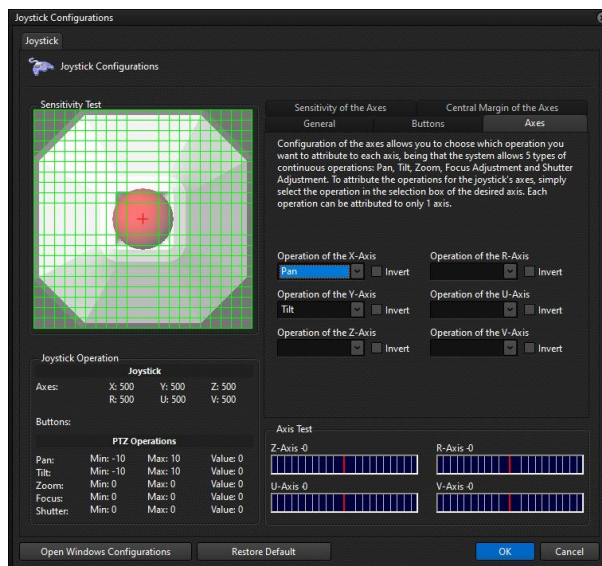 Joystick Configurations
Joystick
Joystick Configurations
Sensitivity Test
Sensitivity of the Axes
Central Margin of the Axes
General
Buttons
Axes
Configuration of the axes allows you to choose which operation you
want to attribute to each axis, being that the system allows 5 types of
continuous operations: Pan, Tilt, Zoom, Focus Adjustment and Shutter
Adjustment. To attribute the operations for the joystick's axes, simply
select the operation in the selection box of the desired axis. Each
operation can be attributed to only 1 axis.
Operation of the X-Axis
Operation of the R-Axis
Pan
Invert
Invert
Operation of the Y-Axis
Operation of the U-Axis
Tilt
Invert
Invert
Operation of the Z-Axis
Operation of the V-Axis
Invert
Invert
Joystick Operation
Joystick
Axes: X: 500 Y: 500 Z: 500
R: 500 U: 500 V: 500
Buttons:
PTZ Operations
Pan: Min: -10 Max: 10 Value: 0
Tilt: Min: -10 Max: 10 Value: 0
Zoom: Min: 0 Max: 0 Value: 0
Focus: Min: 0 Max: 0 Value: 0
Shutter: Min: 0 Max: 0 Value: 0
Axis Test
Z-Axis -0
R-Axis -0
U-Axis -0
V-Axis -0
Open Windows Configurations
Restore Default
OK
Cancel